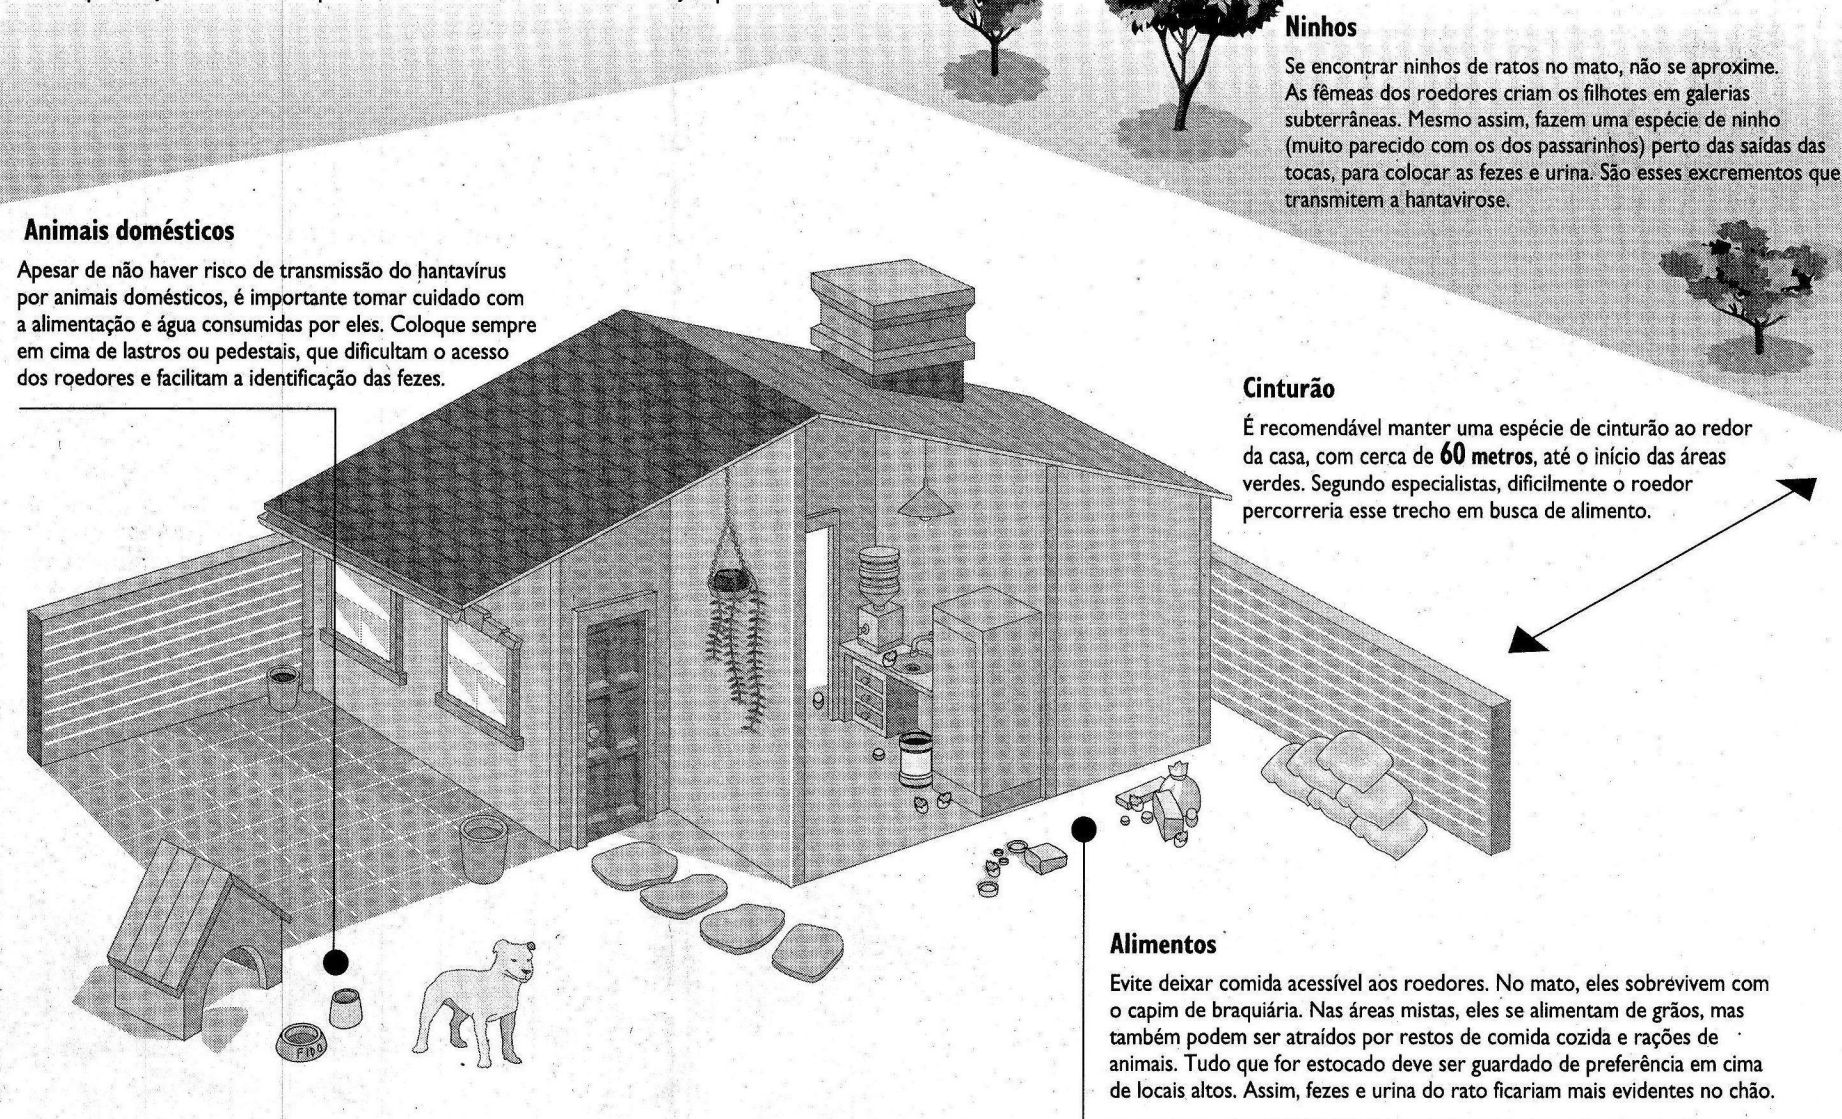 Ninhos
Se encontrar ninhos de ratos no mato, não se aproxime.
As fêmeas dos roedores criam os filhotes em galerias
subterrâneas. Mesmo assim, fazem uma espécie de ninho
(muito parecido com os dos passarinhos) perto das saídas das
tocas, para colocar as fezes e urina. São esses excrementos que
transmitem a hantavirose.
Animais domésticos
Apesar de não haver risco de transmissão do hantavírus
por animais domésticos, é importante tomar cuidado com
a alimentação e água consumidas por eles. Coloque sempre
em cima de lastros ou pedestais, que dificultam o acesso
dos roedores e facilitam a identificação das fezes.
Cinturão
É recomendável manter uma espécie de cinturão ao redor
da casa, com cerca de 60 metros, até o início das áreas
verdes. Segundo especialistas, dificilmente o roedor
percorreria esse trecho em busca de alimento.
FIDO
Alimentos
Evite deixar comida acessível aos roedores. No mato, eles sobrevivem com
o capim de braquiária. Nas áreas mistas, eles se alimentam de grãos, mas
também podem ser atraídos por restos de comida cozida e rações de
animais. Tudo que for estocado deve ser guardado de preferência em cima
de locais altos. Assim, fezes e urina do rato ficariam mais evidentes no chão.